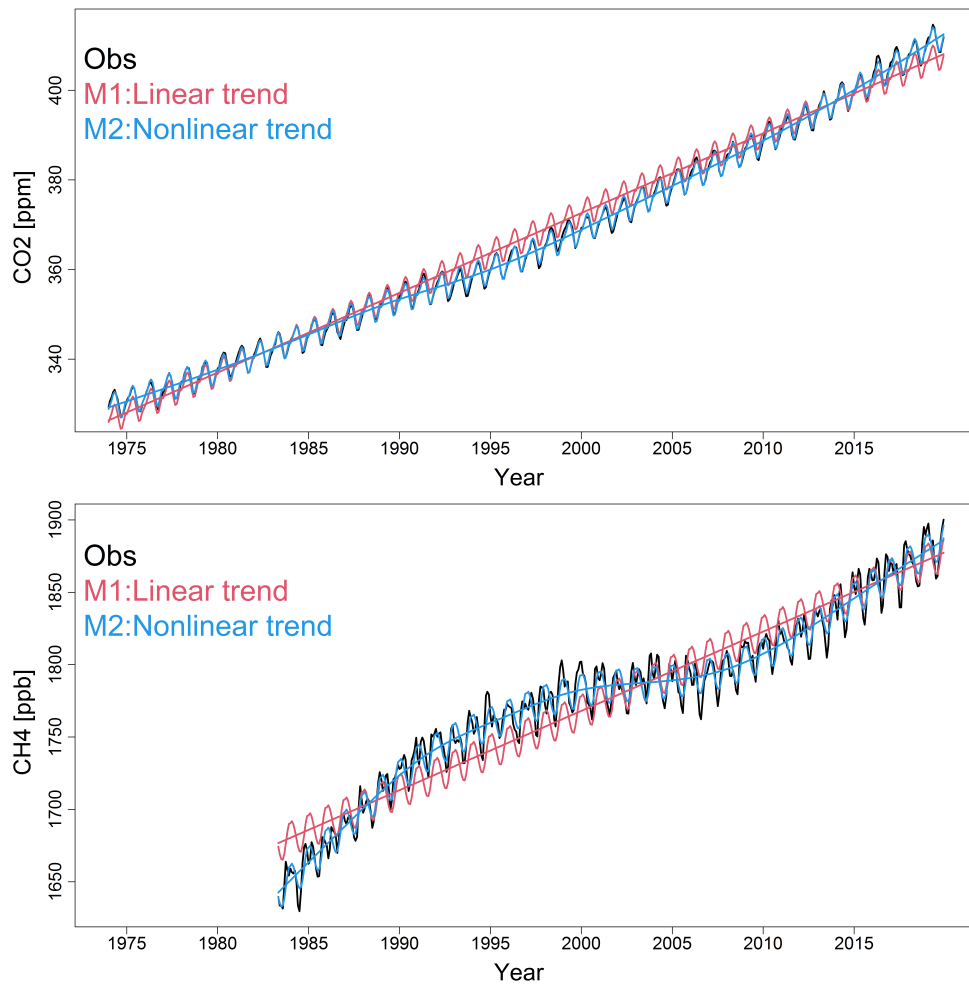 Obs
M1:Linear trend
M2:Nonlinear trend
CO2 [ppm]
400
380
360
340
1975 1980 1985 1990 1995 2000 2005 2010 2015
Year
Obs
M1:Linear trend
M2:Nonlinear trend
CH4 [ppb]
1900
1850
1800
1750
1700
1650
1975 1980 1985 1990 1995 2000 2005 2010 2015
Year